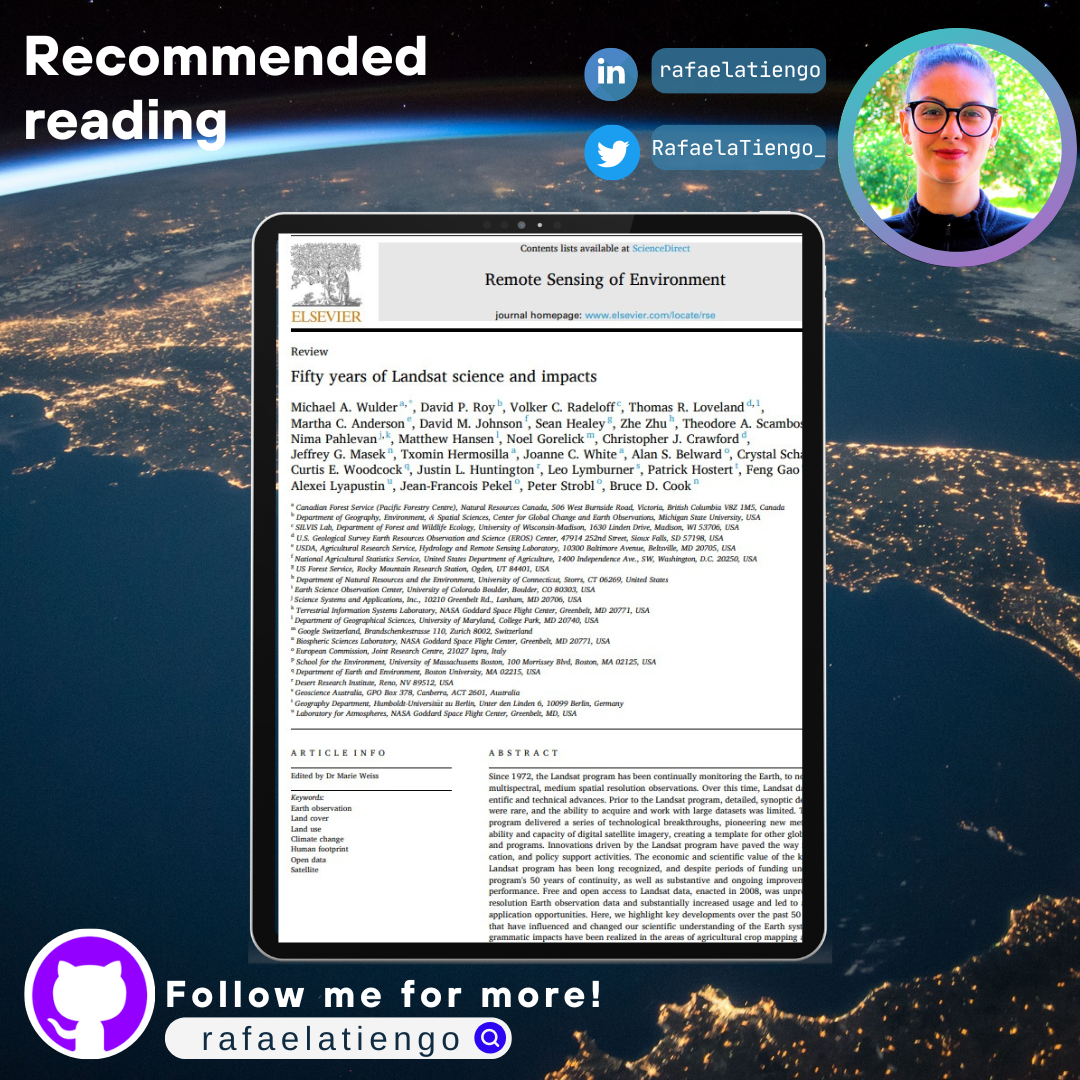 Recommended
reading
in
rafaelatiengo
RafaelaTiengo_
Contents lists available at ScienceDirect
Remote Sensing of Environment
ELSEVIER
journal homepage: www.elsevier.com/locate/rse
Review
Fifty years of Landsat science and impacts
Michael A. Wulder a,*, David P. Roy b, Volker C. Radeloff c, Thomas R. Loveland d,1,
Martha C. Anderson e, David M. Johnson f, Sean Healey g, Zhe Zhu h, Theodore A. Scambos
Nima Pahlevan j,k, Matthew Hansen l, Noel Gorelick m, Christopher J. Crawford d,
Jeffrey G. Masek n, Txomin Hermosilla a, Joanne C. White a, Alan S. Belward o, Crystal Scha
Curtis E. Woodcock q, Justin L. Huntington r, Leo Lymburner s, Patrick Hostert t, Feng Gao
Alexei Lyapustin u, Jean-Francois Pekel o, Peter Strobl o, Bruce D. Cook n
a Canadian Forest Service (Pacific Forestry Centre), Natural Resources Canada, 506 West Burnside Road, Victoria, British Columbia V8Z 1M5, Canada
b Department of Geography, Environment, & Spatial Sciences, Center for Global Change and Earth Observations, Michigan State University, USA
c SILVIS Lab, Department of Forest and Wildlife Ecology, University of Wisconsin-Madison, 1630 Linden Drive, Madison, WI 53706, USA
d U.S. Geological Survey Earth Resources Observation and Science (EROS) Center, 47914 252nd Street, Sioux Falls, SD 57198, USA
e USDA, Agricultural Research Service, Hydrology and Remote Sensing Laboratory, 10300 Baltimore Avenue, Beltsville, MD 20705, USA
f National Agricultural Statistics Service, United States Department of Agriculture, 1400 Independence Ave., SW, Washington, D.C. 20250, USA
g US Forest Service, Rocky Mountain Research Station, Ogden, UT 84401, USA
h Department of Natural Resources and the Environment, University of Connecticut, Storrs, CT 06269, United States
i Earth Science Observation Center, University of Colorado Boulder, Boulder, CO 80303, USA
j Science Systems and Applications, Inc., 10210 Greenbelt Rd., Lanham, MD 20706, USA
k Terrestrial Information Systems Laboratory, NASA Goddard Space Flight Center, Greenbelt, MD 20771, USA
l Department of Geographical Sciences, University of Maryland, College Park, MD 20740, USA
m Google Switzerland, Brandschenkestrasse 110, Zurich 8002, Switzerland
n Biospheric Sciences Laboratory, NASA Goddard Space Flight Center, Greenbelt, MD 20771, USA
o European Commission, Joint Research Centre, 21027 Ispra, Italy
p School for the Environment, University of Massachusetts Boston, 100 Morrissey Blvd, Boston, MA 02125, USA
q Department of Earth and Environment, Boston University, MA 02215, USA
r Desert Research Institute, Reno, NV 89512, USA
s Geoscience Australia, GPO Box 378, Canberra, ACT 2601, Australia
t Geography Department, Humboldt-Universität zu Berlin, Unter den Linden 6, 10099 Berlin, Germany
u Laboratory for Atmospheres, NASA Goddard Space Flight Center, Greenbelt, MD, USA
ARTICLE INFO
Edited by Dr Marie Weiss
Keywords:
Earth observation
Land cover
Land use
Climate change
Human footprint
Open data
Satellite
ABSTRACT
Since 1972, the Landsat program has been continually monitoring the Earth, to no
multispectral, medium spatial resolution observations. Over this time, Landsat da
entific and technical advances. Prior to the Landsat program, detailed, synoptic de
were rare, and the ability to acquire and work with large datasets was limited. T
program delivered a series of technological breakthroughs, pioneering new met
ability and capacity of digital satellite imagery, creating a template for other glob
and programs. Innovations driven by the Landsat program have paved the way
cation, and policy support activities. The economic and scientific value of the k
Landsat program has been long recognized, and despite periods of funding un
program's 50 years of continuity, as well as substantive and ongoing improvem
performance. Free and open access to Landsat data, enacted in 2008, was unpre
resolution Earth observation data and substantially increased usage and led to
application opportunities. Here, we highlight key developments over the past 50
that have influenced and changed our scientific understanding of the Earth syst
grammatic impacts have been realized in the areas of agricultural crop mapping a
Follow me for more!
rafaelatiengo